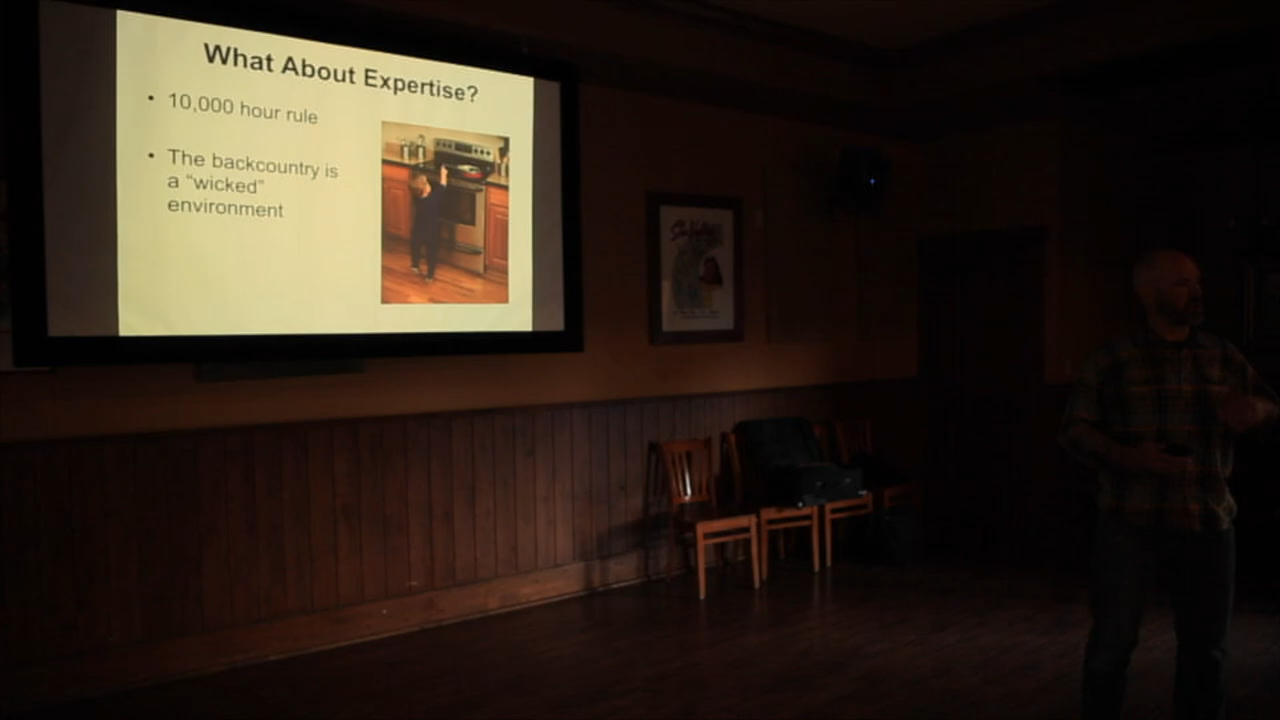 What About Expertise?
• 10,000 hour rule
• The backcountry is
a “wicked”
environment